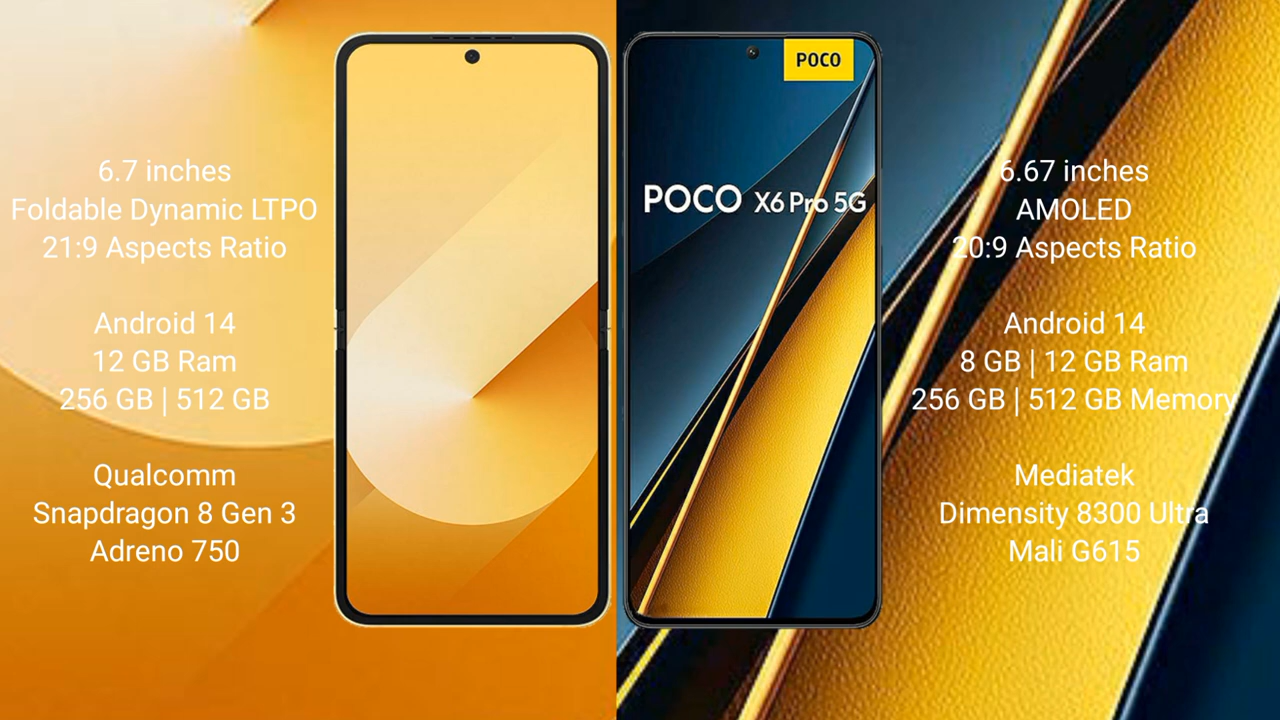 6.7 inches
Foldable Dynamic LTPO
21:9 Aspects Ratio
Android 14
12 GB Ram
256 GB | 512 GB
Qualcomm
Snapdragon 8 Gen 3
Adreno 750
POCO
POCO X6 Pro 5G
6.67 inches
AMOLED
20:9 Aspects Ratio
Android 14
8 GB | 12 GB Ram
256 GB | 512 GB Memory
Mediatek
Dimensity 8300 Ultra
Mali G615